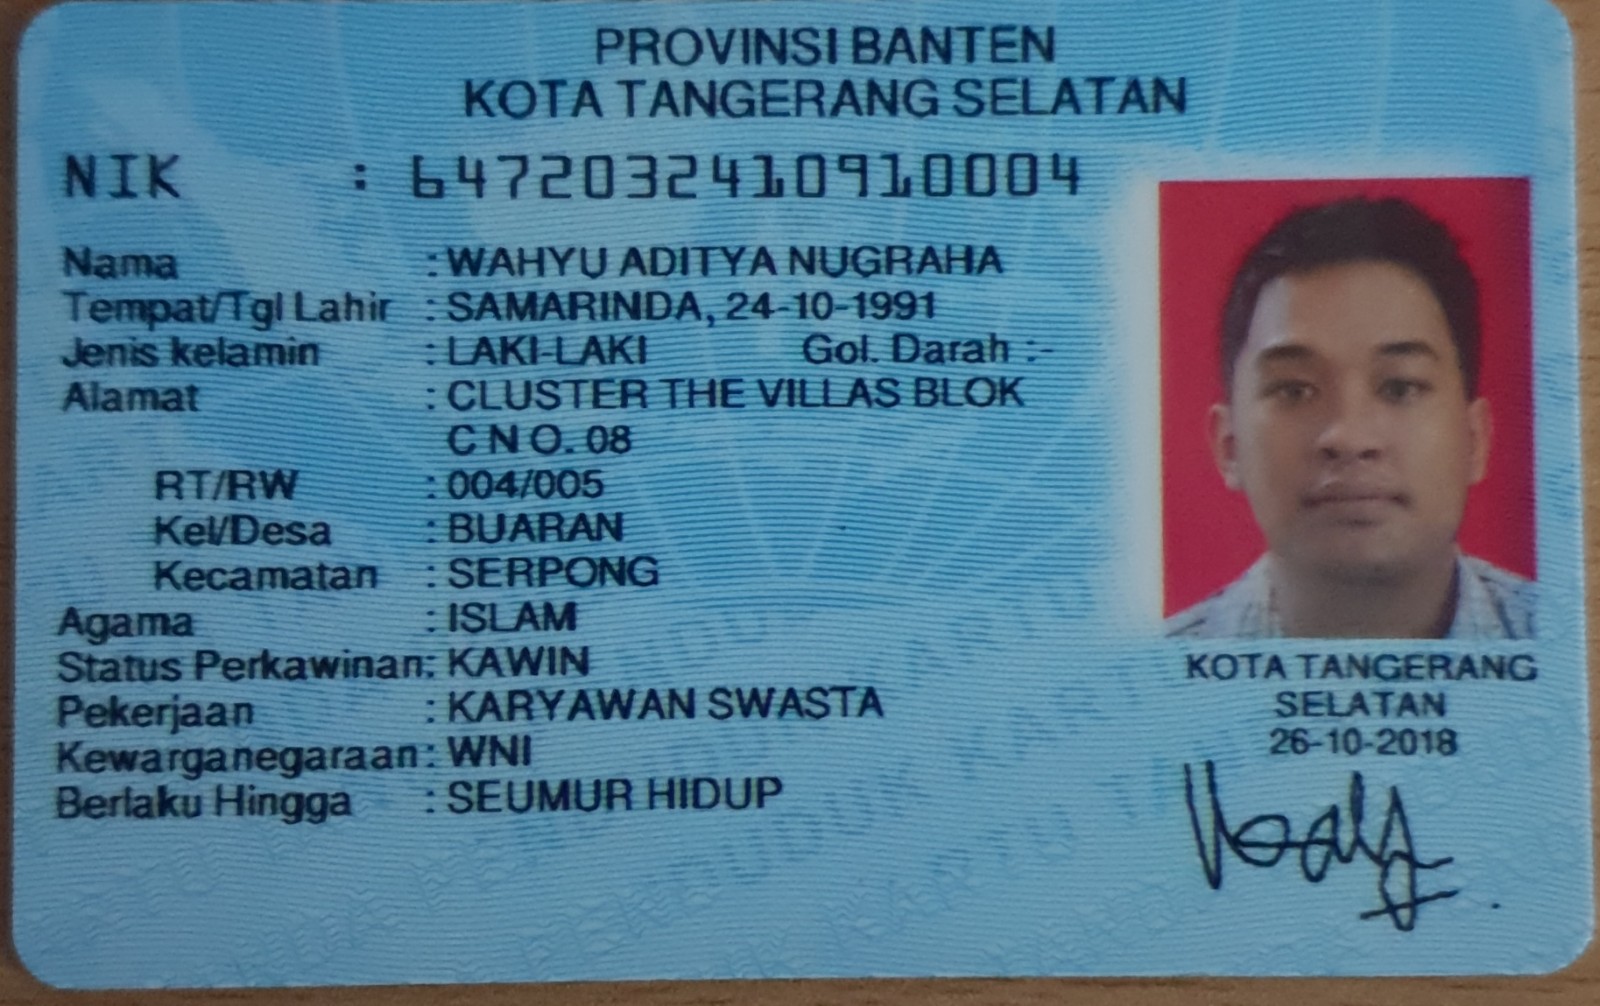 PROVINSI BANTEN
KOTA TANGERANG SELATAN
NIK : 6472032410910004
Nama : WAHYU ADITYA NUGRAHA
Tempat/Tgl Lahir : SAMARINDA, 24-10-1991
Jenis kelamin : LAKI-LAKI Gol. Darah :-
Alamat : CLUSTER THE VILLAS BLOK
C N O. 08
RT/RW : 004/005
Kel/Desa : BUARAN
Kecamatan : SERPONG
Agama : ISLAM
Status Perkawinan: KAWIN
Pekerjaan : KARYAWAN SWASTA
Kewarganegaraan: WNI
Berlaku Hingga : SEUMUR HIDUP
KOTA TANGERANG
SELATAN
26-10-2018